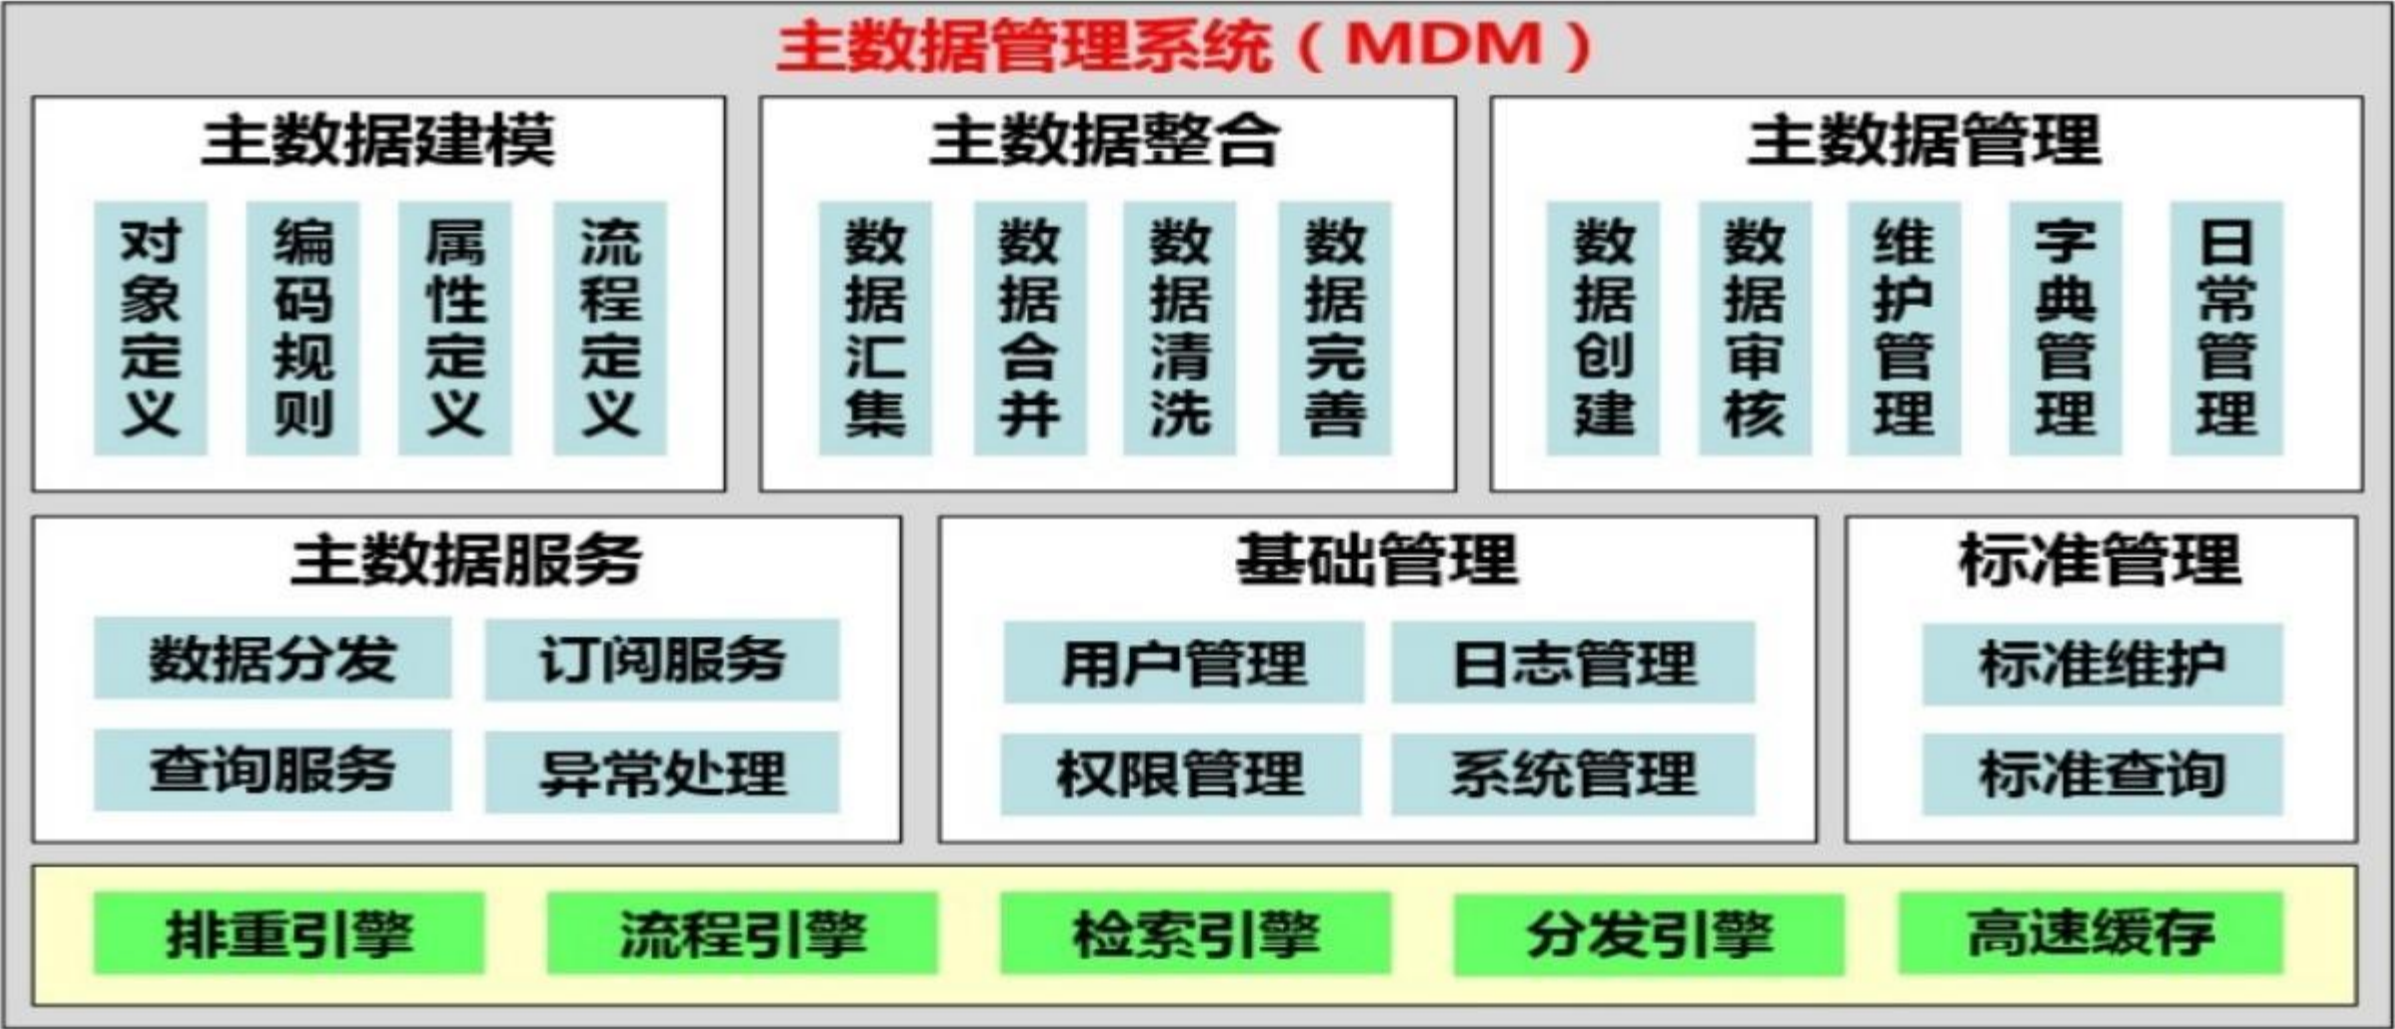 主数据管理系统（MDM）
主数据建模
对象定义
编码规则
属性定义
流程定义
主数据整合
数据汇集
数据合并
数据清洗
数据完善
主数据管理
数据创建
数据审核
维护管理
字典管理
日常管理
主数据服务
数据分发
订阅服务
查询服务
异常处理
基础管理
用户管理
日志管理
权限管理
系统管理
标准管理
标准维护
标准查询
排重引擎
流程引擎
检索引擎
分发引擎
高速缓存